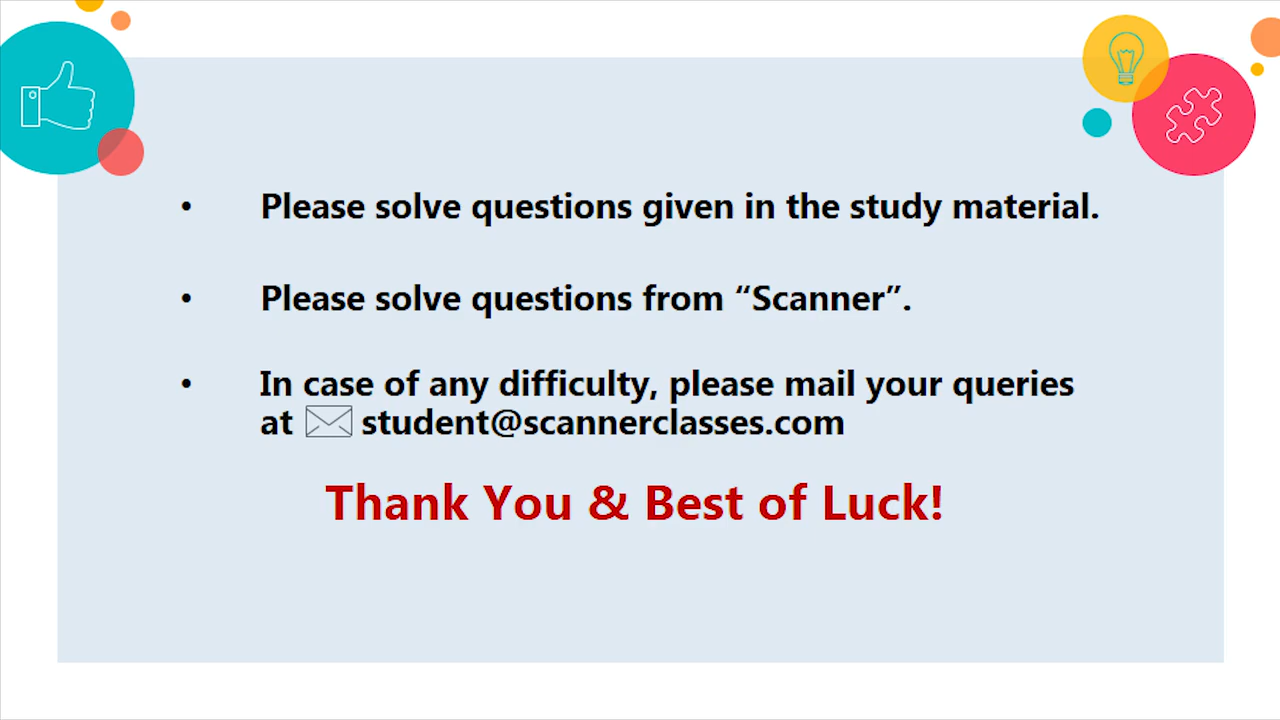 • Please solve questions given in the study material.
• Please solve questions from “Scanner”.
• In case of any difficulty, please mail your queries
at student@scannerclasses.com
Thank You & Best of Luck!